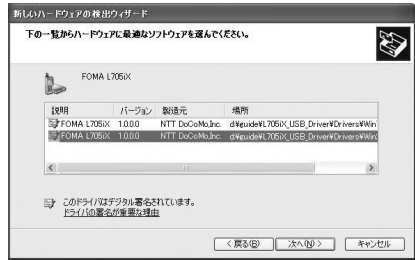 新しいハードウェアの検出ウィザード
下の一覧からハードウェアに最適なソフトウェアを選んでください。
FOMA L705iX
説明 バージョン 製造元 場所
FOMA L705iX 1.0.0.0 NTT DoCoMo,Inc. d:¥guide¥L705iX_USB_Driver¥Drivers¥Win
FOMA L705iX 1.0.0.0 NTT DoCoMo,Inc. d:¥guide¥L705iX_USB_Driver¥Drivers¥Win
このドライバはデジタル署名されています。
ドライバの署名が重要な理由
< 戻る(B) 次へ(N) > キャンセル